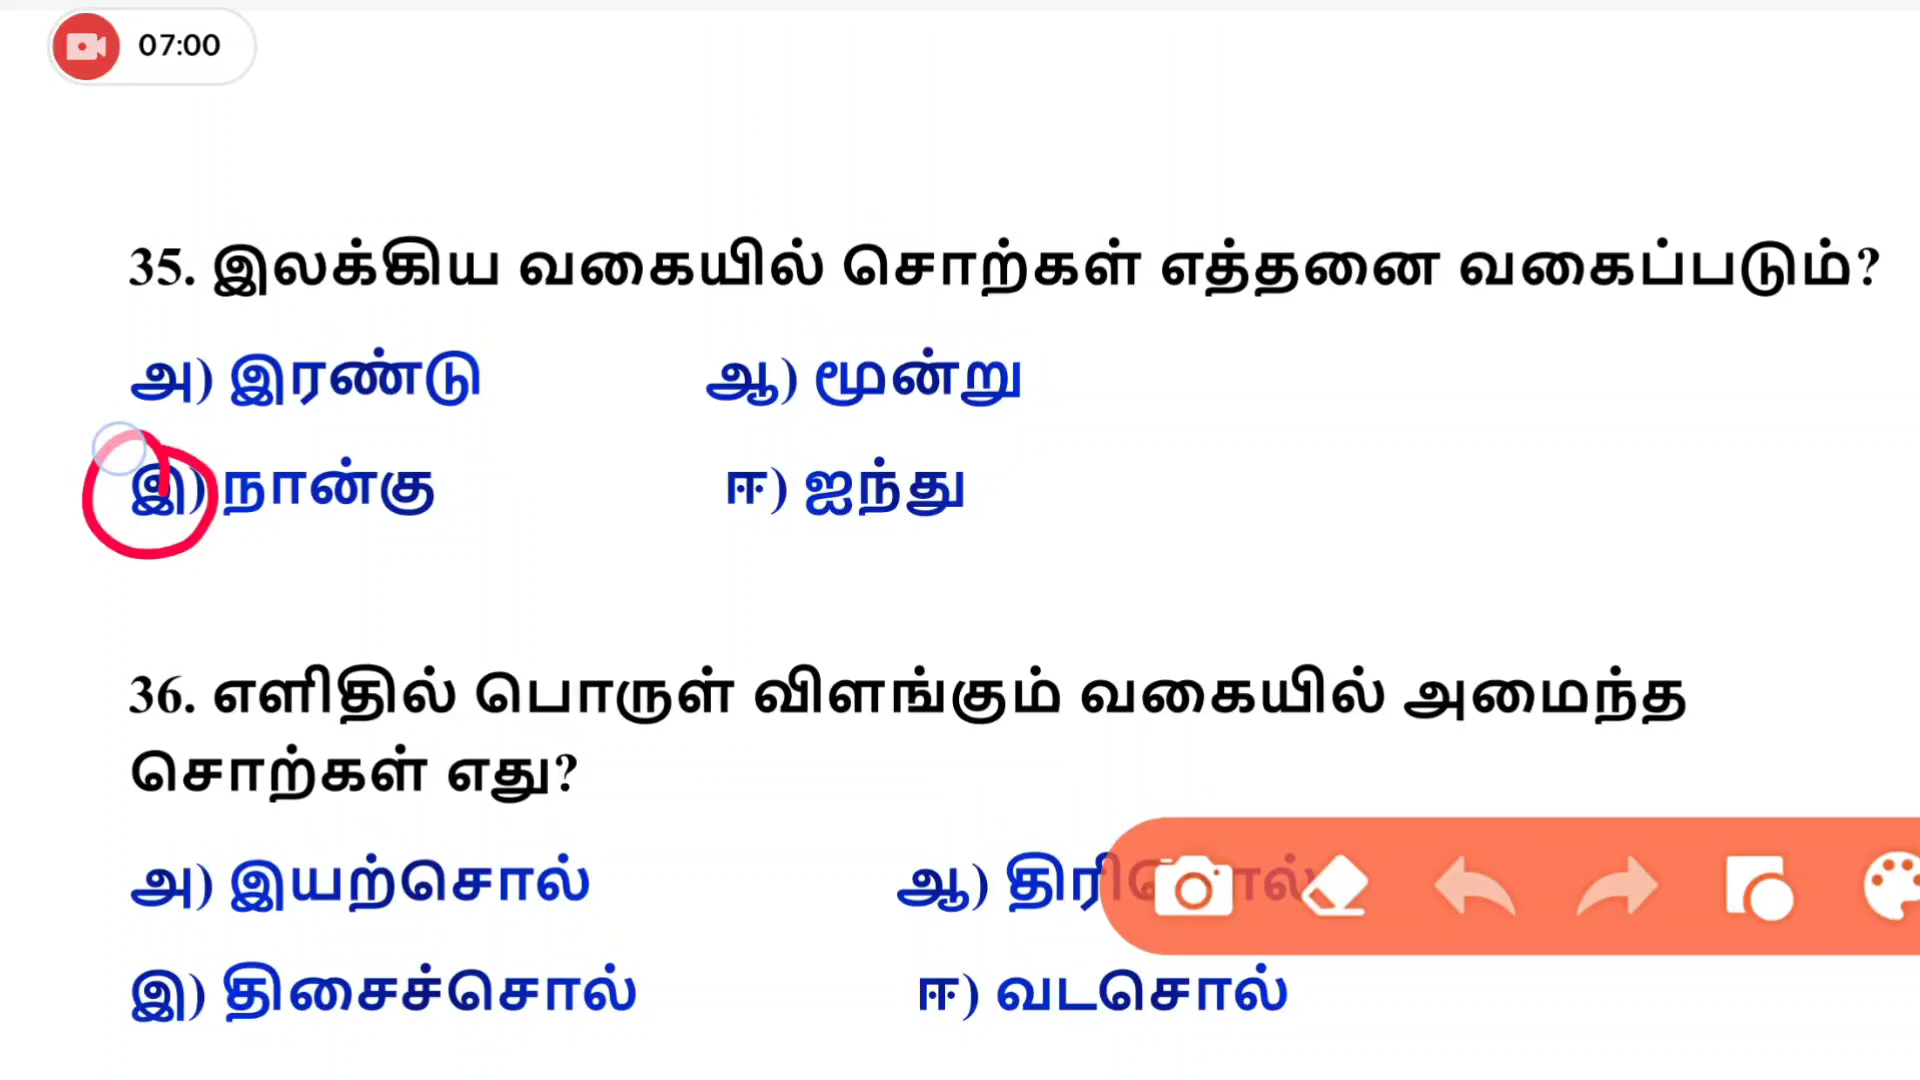 07:00
35. இலக்கிய வகையில் சொற்கள் எத்தனை வகைப்படும்?
அ) இரண்டு ஆ) மூன்று
இ) நான்கு ஈ) ஐந்து
36. எளிதில் பொருள் விளங்கும் வகையில் அமைந்த
சொற்கள் எது?
அ) இயற்சொல் ஆ) திரிசொல்
இ) திசைச்சொல் ஈ) வடசொல்